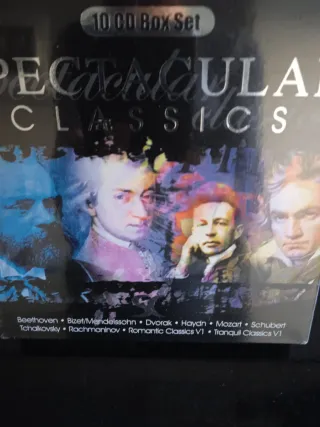 10 CD Box Set
PECTACULA
CLASSICS
Beethoven • Bizet/Mendelssohn • Dvorak • Haydn • Mozart • Schubert
Tchaikovsky • Rachmaninov • Romantic Classics V1 • Tranquil Classics V1